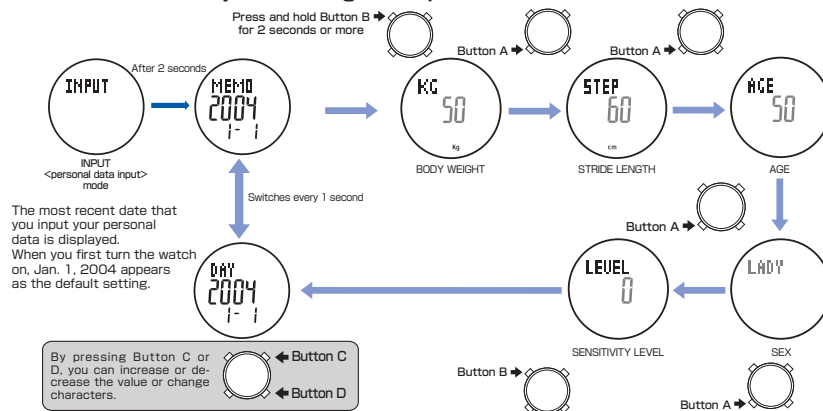 Press and hold Button B
for 2 seconds or more
Button A
Button A
After 2 seconds
INPUT
MEMO
2004
1- 1
KG
50
Kg
STEP
60
cm
AGE
50
INPUT
<personal data input>
mode
BODY WEIGHT
STRIDE LENGTH
AGE
Switches every 1 second
The most recent date that
you input your personal
data is displayed.
When you first turn the watch
on, Jan. 1, 2004 appears
as the default setting.
Button A
DAY
2004
1- 1
LEVEL
0
LADY
SENSITIVITY LEVEL
SEX
By pressing Button C or
D, you can increase or de-
crease the value or change
characters.
Button C
Button D
Button B
Button A